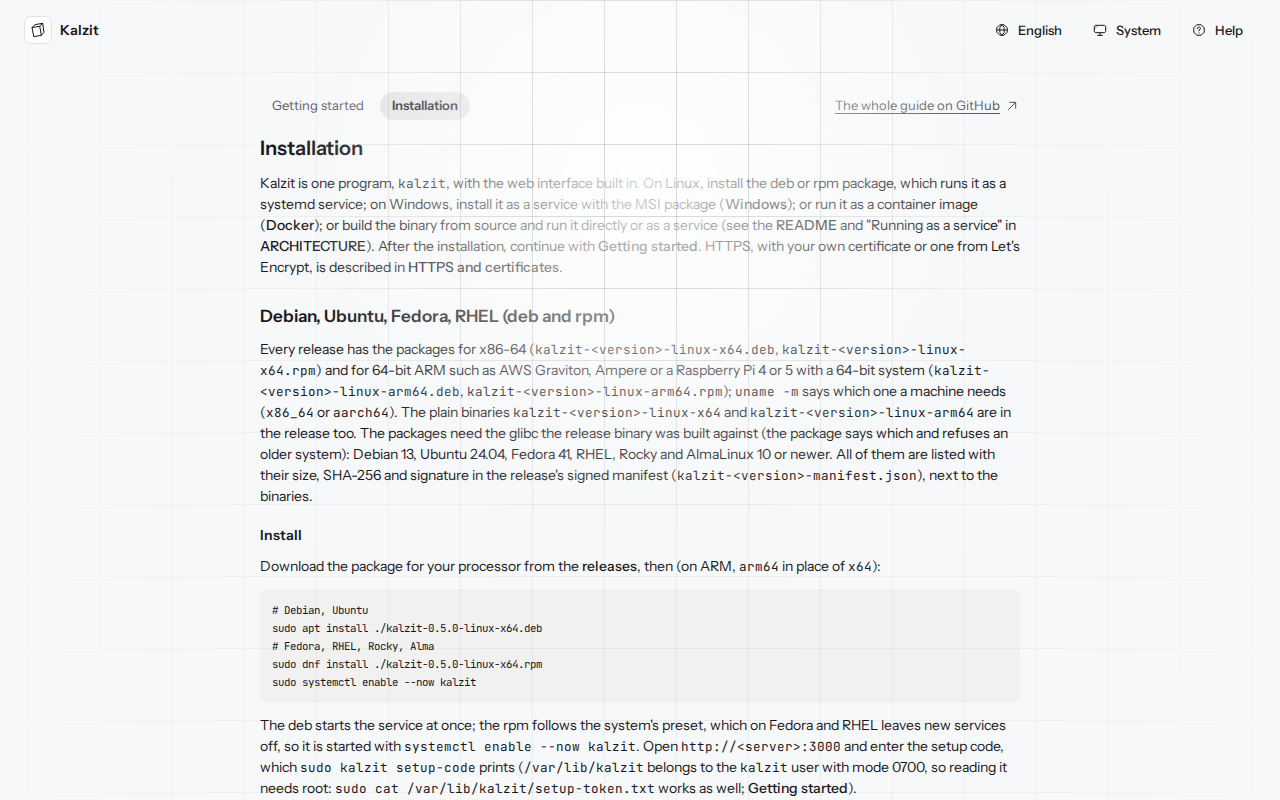 Kalzit
English
System
Help
Getting started
Installation
The whole guide on GitHub
Installation
Kalzit is one program, kalzit, with the web interface built in. On Linux, install the deb or rpm package, which runs it as a
systemd service; on Windows, install it as a service with the MSI package (Windows); or run it as a container image
(Docker); or build the binary from source and run it directly or as a service (see the README and "Running as a service" in
ARCHITECTURE). After the installation, continue with Getting started. HTTPS, with your own certificate or one from Let's
Encrypt, is described in HTTPS and certificates.
Debian, Ubuntu, Fedora, RHEL (deb and rpm)
Every release has the packages for x86-64 (kalzit-<version>-linux-x64.deb, kalzit-<version>-linux-
x64.rpm) and for 64-bit ARM such as AWS Graviton, Ampere or a Raspberry Pi 4 or 5 with a 64-bit system (kalzit-
<version>-linux-arm64.deb, kalzit-<version>-linux-arm64.rpm); uname -m says which one a machine needs
(x86_64 or aarch64). The plain binaries kalzit-<version>-linux-x64 and kalzit-<version>-linux-arm64 are in
the release too. The packages need the glibc the release binary was built against (the package says which and refuses an
older system): Debian 13, Ubuntu 24.04, Fedora 41, RHEL, Rocky and AlmaLinux 10 or newer. All of them are listed with
their size, SHA-256 and signature in the release's signed manifest (kalzit-<version>-manifest.json), next to the
binaries.
Install
Download the package for your processor from the releases, then (on ARM, arm64 in place of x64):
# Debian, Ubuntu
sudo apt install ./kalzit-0.5.0-linux-x64.deb
# Fedora, RHEL, Rocky, Alma
sudo dnf install ./kalzit-0.5.0-linux-x64.rpm
sudo systemctl enable --now kalzit
The deb starts the service at once; the rpm follows the system's preset, which on Fedora and RHEL leaves new services
off, so it is started with systemctl enable --now kalzit. Open http://<server>:3000 and enter the setup code,
which sudo kalzit setup-code prints (/var/lib/kalzit belongs to the kalzit user with mode 0700, so reading it
needs root: sudo cat /var/lib/kalzit/setup-token.txt works as well; Getting started).